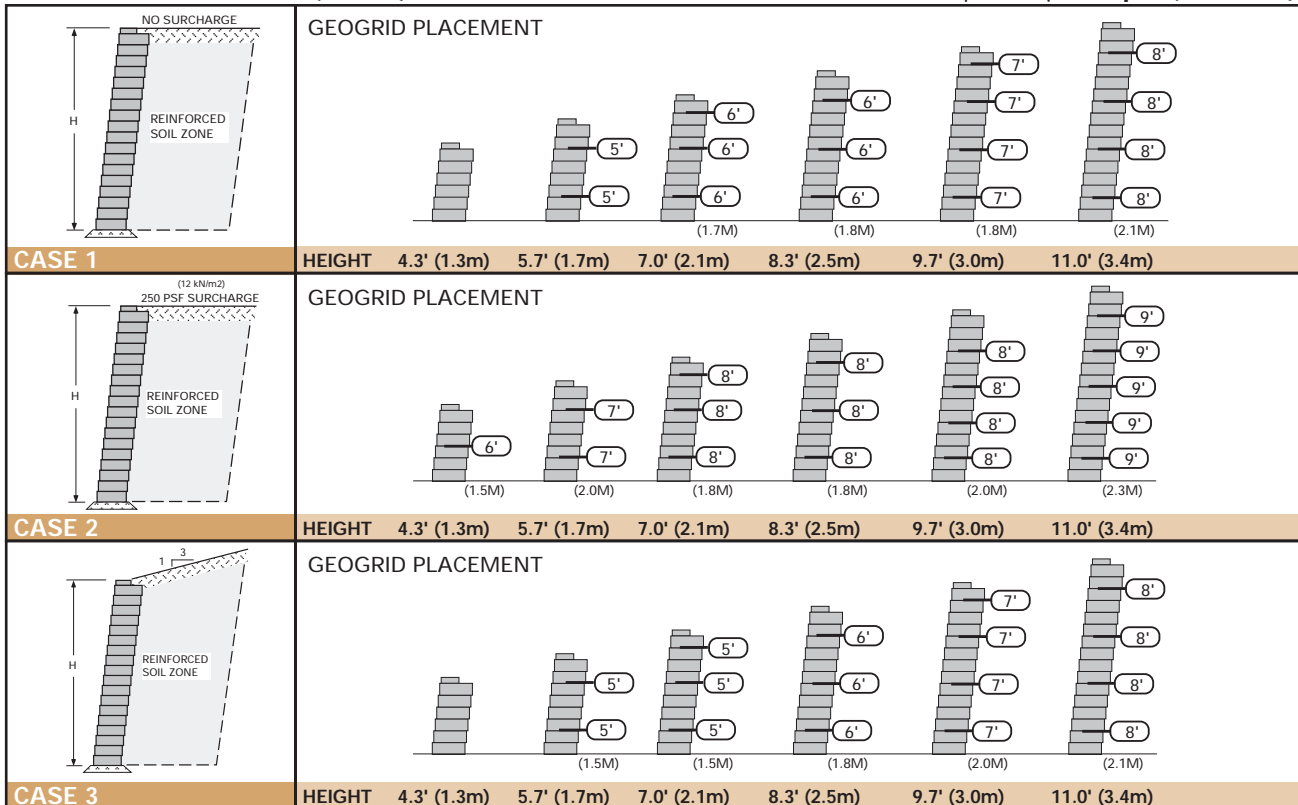 NO SURCHARGE
H
REINFORCED
SOIL ZONE
CASE 1
GEOGRID PLACEMENT
5'
5'
6'
6'
6'
6'
6'
6'
7'
7'
7'
7'
8'
8'
8'
8'
(1.7M) (1.8M) (1.8M) (2.1M)
HEIGHT 4.3' (1.3m) 5.7' (1.7m) 7.0' (2.1m) 8.3' (2.5m) 9.7' (3.0m) 11.0' (3.4m)
(12 kN/m2)
250 PSF SURCHARGE
H
REINFORCED
SOIL ZONE
CASE 2
GEOGRID PLACEMENT
6'
7'
7'
8'
8'
8'
8'
8'
8'
8'
8'
8'
8'
9'
9'
9'
9'
9'
(1.5M) (2.0M) (1.8M) (1.8M) (2.0M) (2.3M)
HEIGHT 4.3' (1.3m) 5.7' (1.7m) 7.0' (2.1m) 8.3' (2.5m) 9.7' (3.0m) 11.0' (3.4m)
3
1
H
REINFORCED
SOIL ZONE
CASE 3
GEOGRID PLACEMENT
5'
5'
5'
5'
5'
6'
6'
6'
7'
7'
7'
7'
8'
8'
8'
8'
(1.5M) (1.5M) (1.8M) (2.0M) (2.1M)
HEIGHT 4.3' (1.3m) 5.7' (1.7m) 7.0' (2.1m) 8.3' (2.5m) 9.7' (3.0m) 11.0' (3.4m)